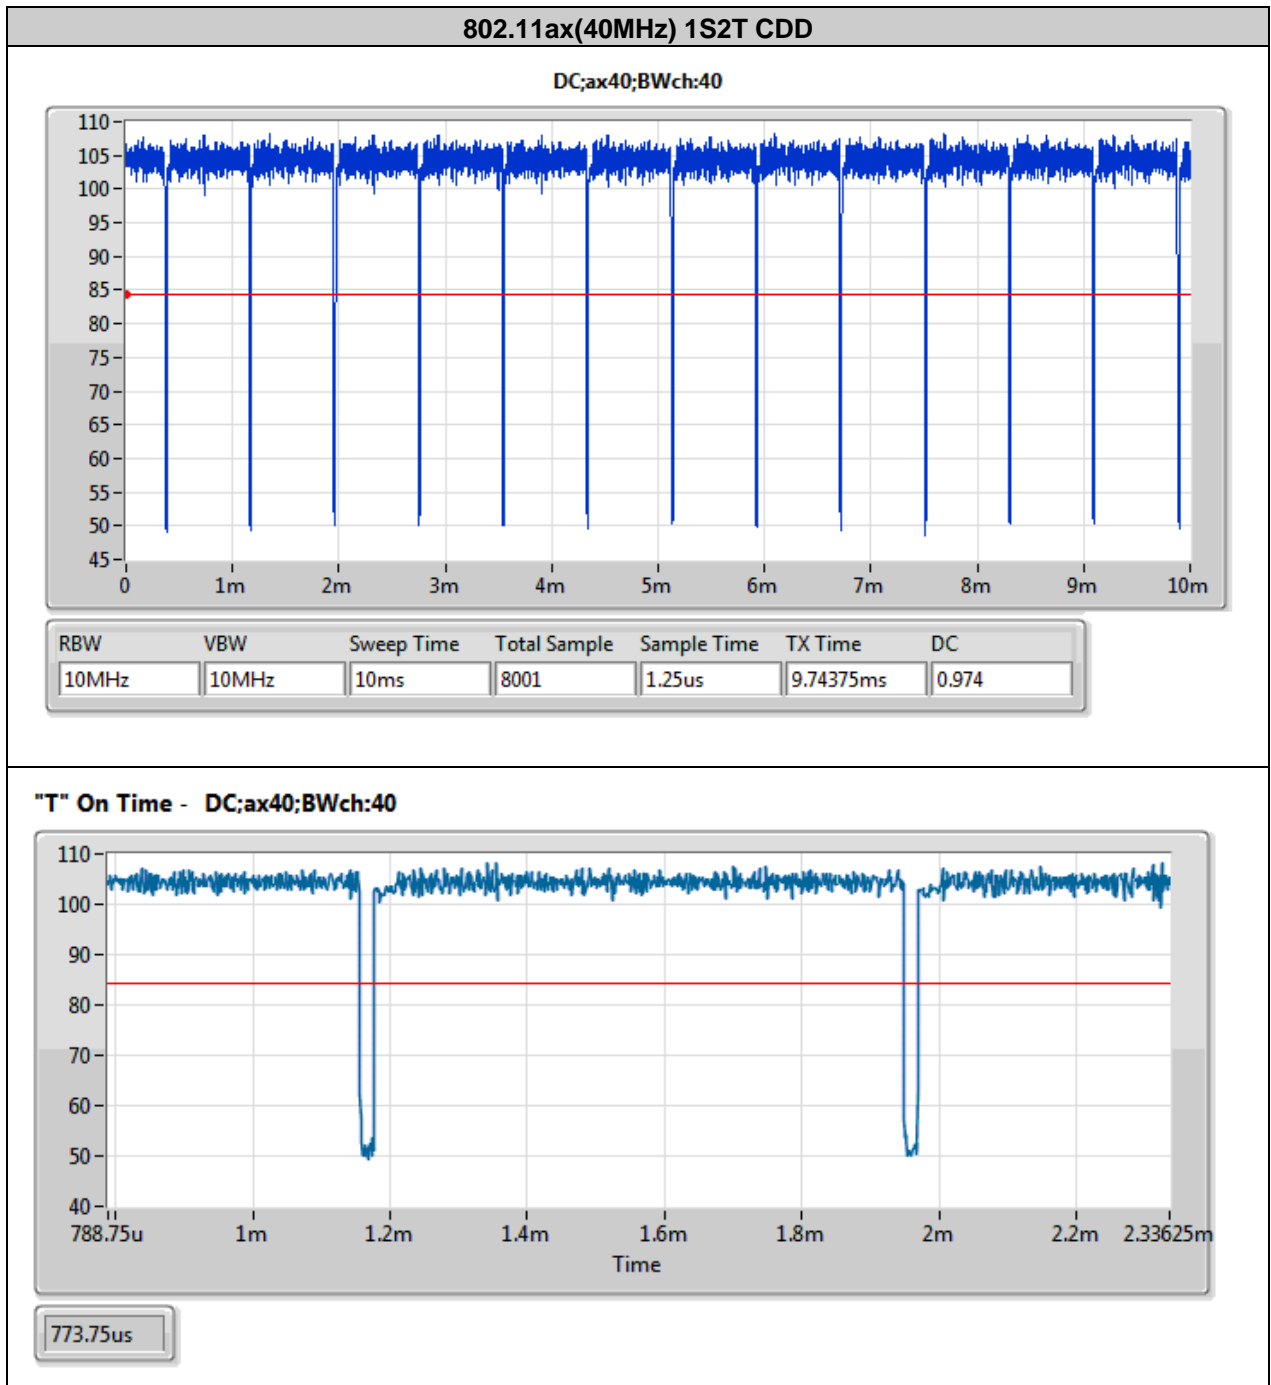 802.11ax(40MHz) 1S2T CDD
DC;ax40;BWch:40
110
105
100
95
90
85
80
75
70
65
60
55
50
45
0 1m 2m 3m 4m 5m 6m 7m 8m 9m 10m
RBW VBW Sweep Time Total Sample Sample Time TX Time DC
10MHz 10MHz 10ms 8001 1.25us 9.74375ms 0.974
"T" On Time - DC;ax40;BWch:40
110
100
90
80
70
60
50
40
788.75u 1m 1.2m 1.4m 1.6m 1.8m 2m 2.2m 2.33625m
Time
773.75us